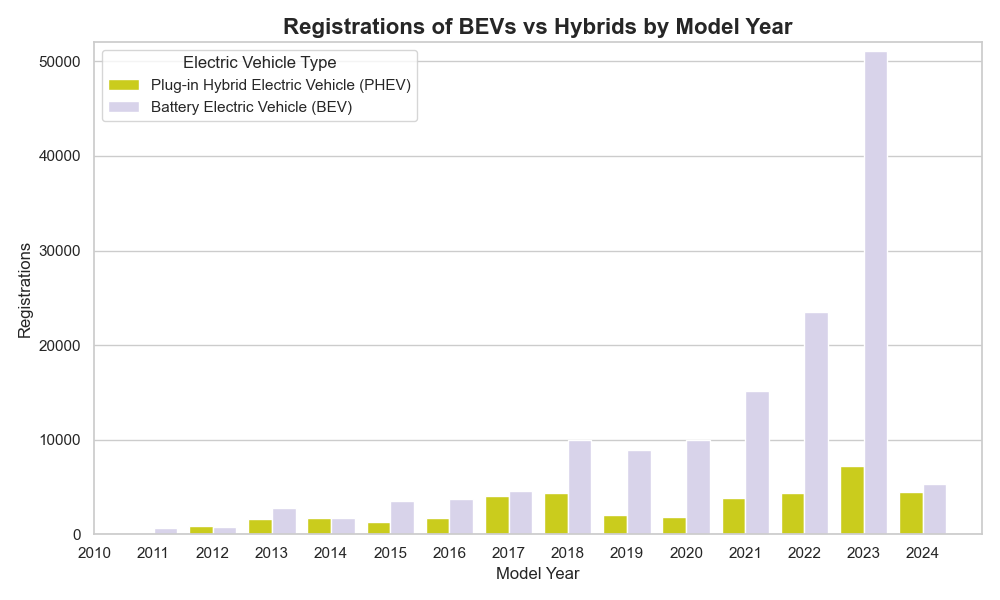 Registrations of BEVs vs Hybrids by Model Year
Electric Vehicle Type
Plug-in Hybrid Electric Vehicle (PHEV)
Battery Electric Vehicle (BEV)
50000
40000
30000
20000
10000
0
Registrations
2010 2011 2012 2013 2014 2015 2016 2017 2018 2019 2020 2021 2022 2023 2024
Model Year